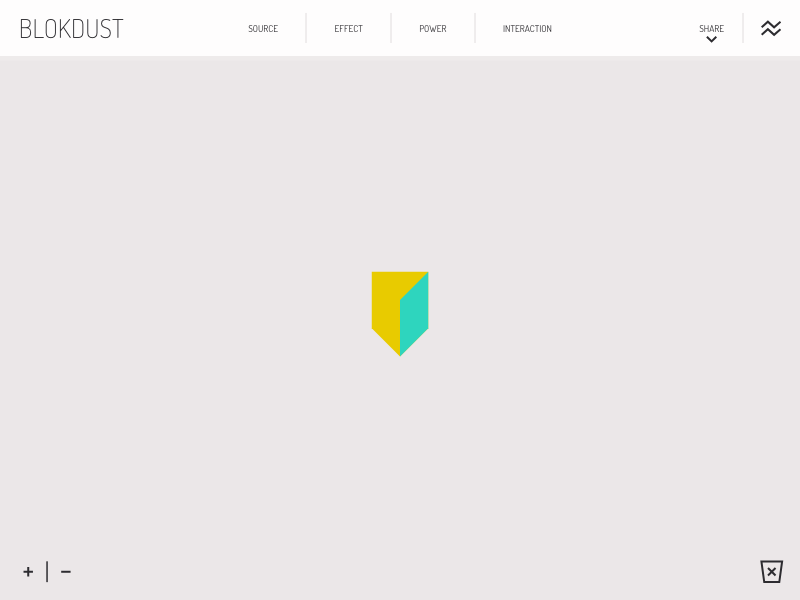 BLOKDUST
SOURCE
EFFECT
POWER
INTERACTION
SHARE